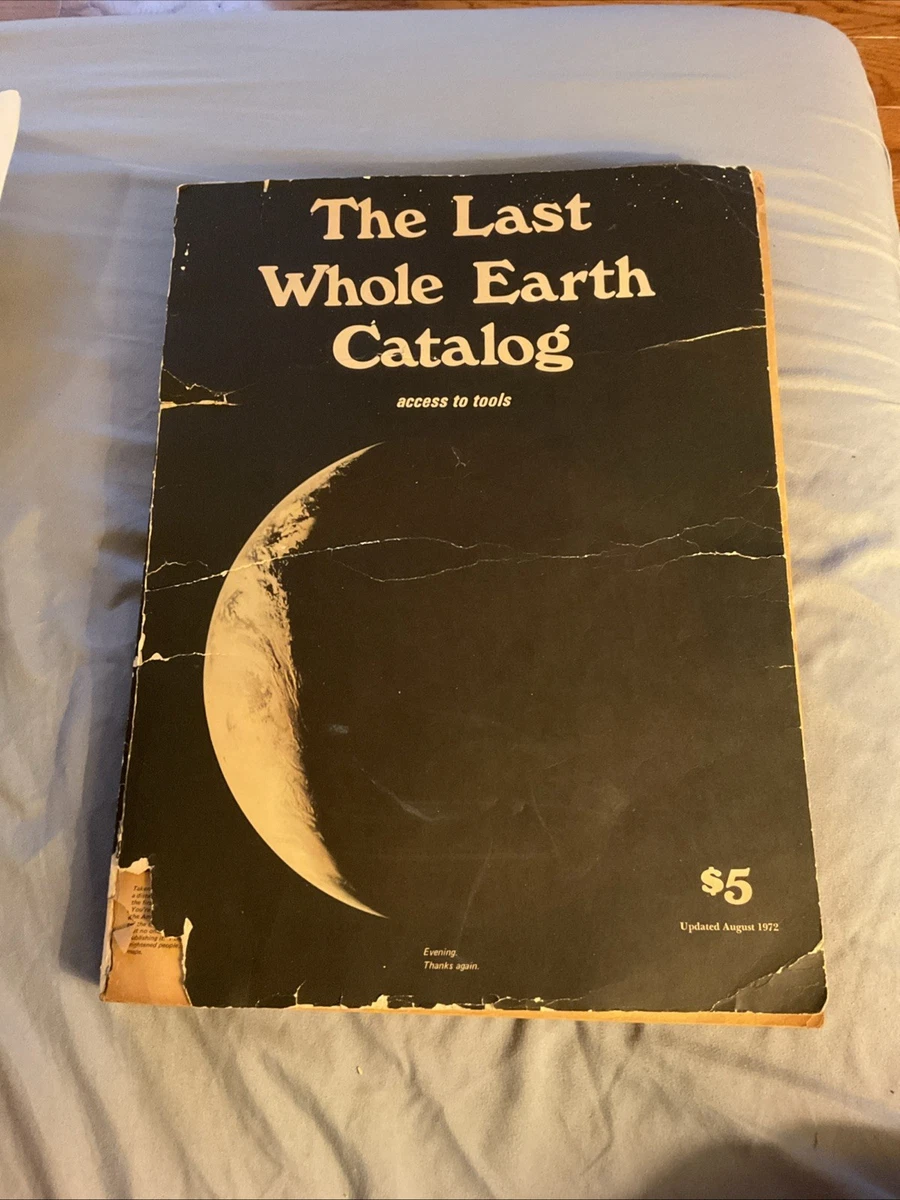 The Last
Whole Earth
Catalog
access to tools
$5
Updated August 1972
Evening.
Thanks again.